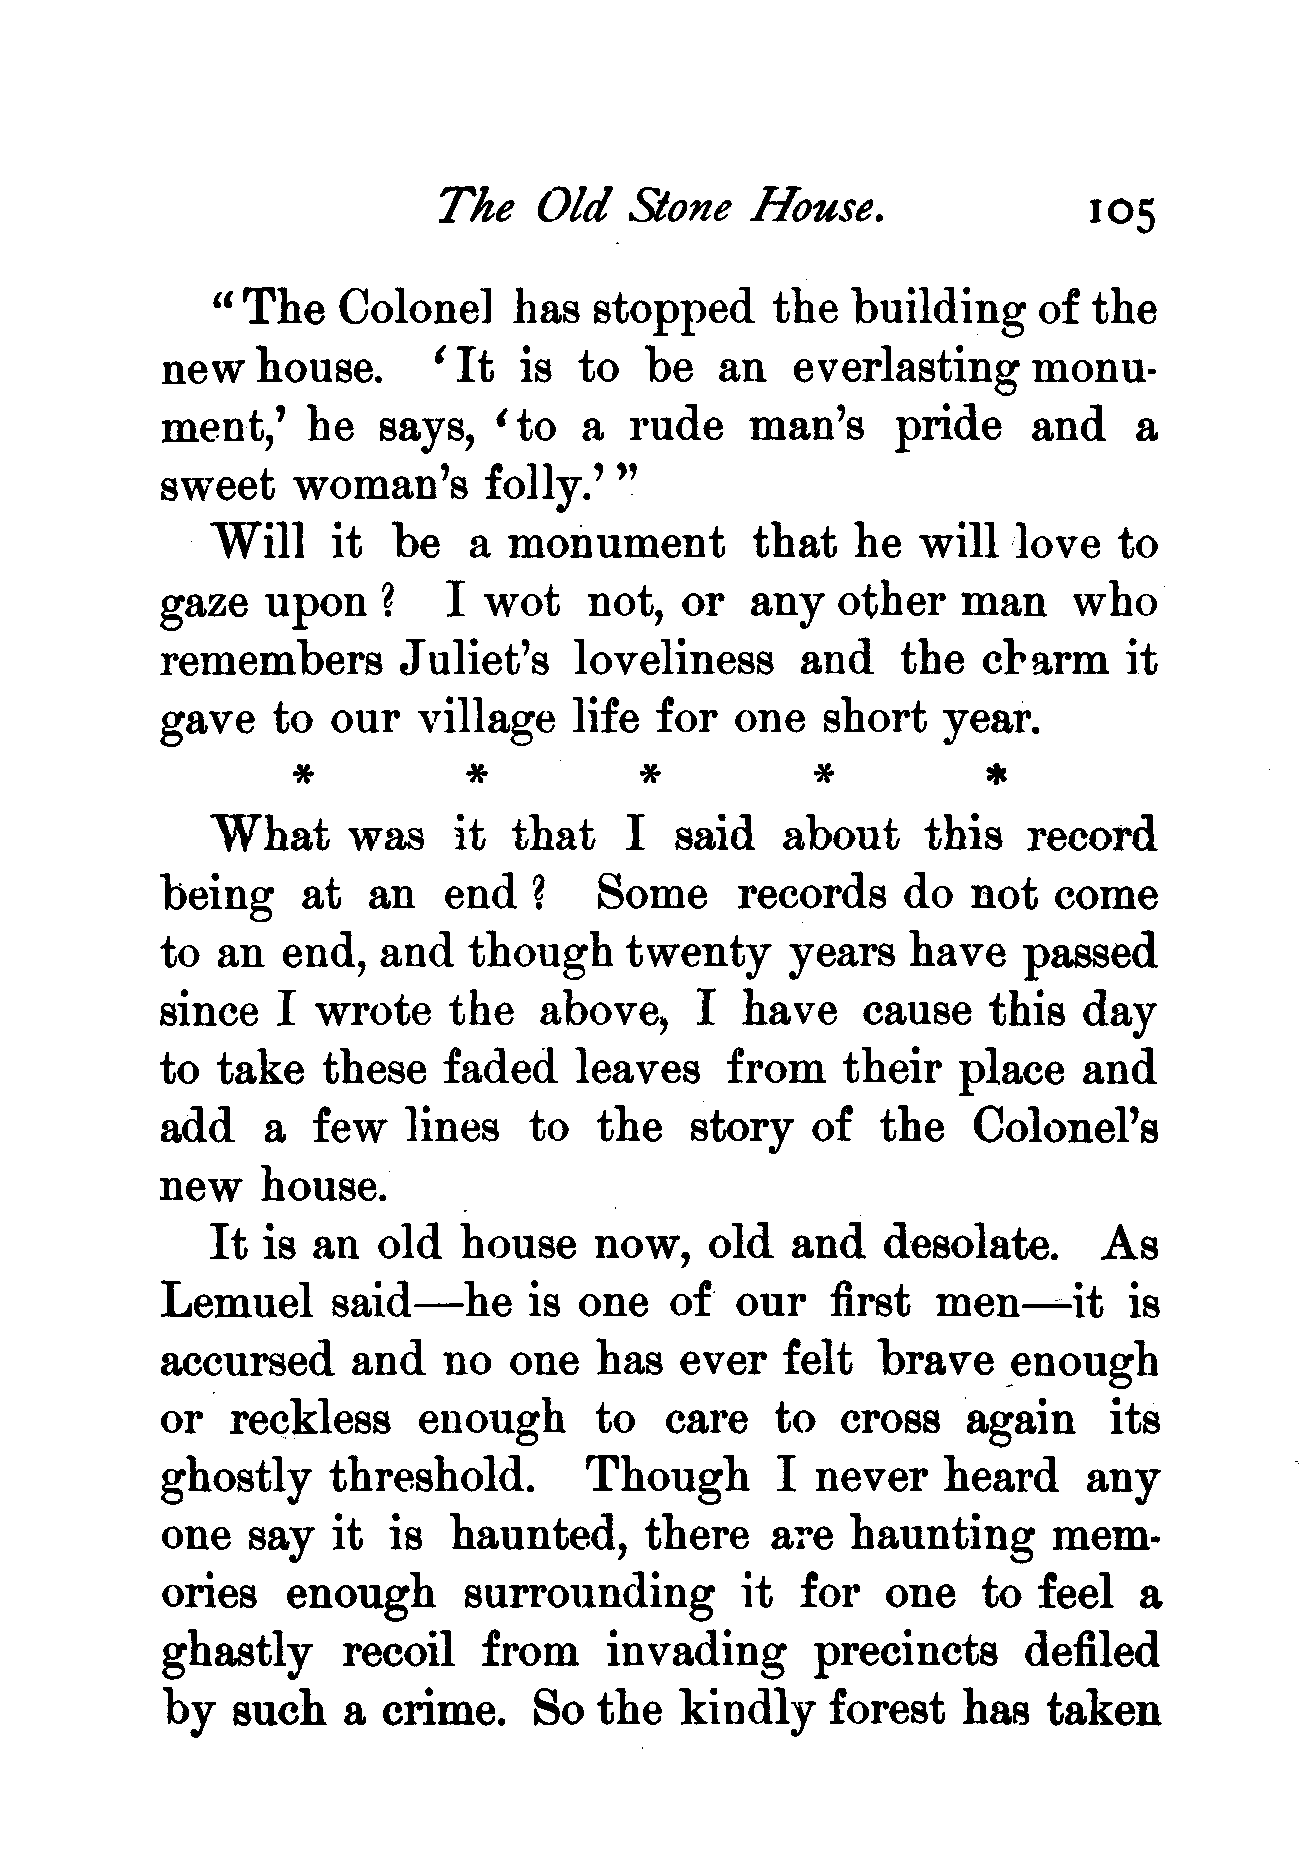 The Old Stone House. 105
“The Colonel has stopped the building of the
new house. ‘It is to be an everlasting monu-
ment,’ he says, ‘to a rude man’s pride and a
sweet woman’s folly.’”
Will it be a monument that he will love to
gaze upon? I wot not, or any other man who
remembers Juliet’s loveliness and the charm it
gave to our village life for one short year.
* * * * *
What was it that I said about this record
being at an end? Some records do not come
to an end, and though twenty years have passed
since I wrote the above, I have cause this day
to take these faded leaves from their place and
add a few lines to the story of the Colonel’s
new house.
It is an old house now, old and desolate. As
Lemuel said—he is one of our first men—it is
accursed and no one has ever felt brave enough
or reckless enough to care to cross again its
ghostly threshold. Though I never heard any
one say it is haunted, there are haunting mem-
ories enough surrounding it for one to feel a
ghastly recoil from invading precincts defiled
by such a crime. So the kindly forest has taken